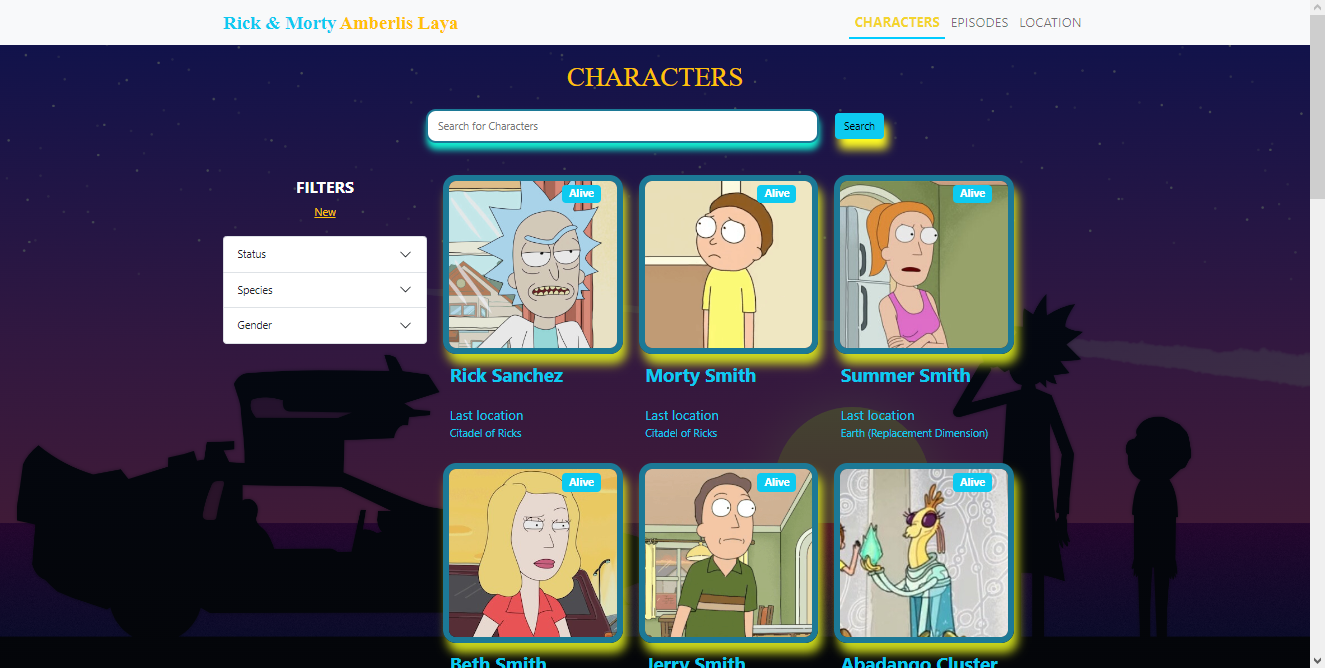 Rick & Morty Amberlis Laya
CHARACTERS EPISODES LOCATION
CHARACTERS
Search for Characters
Search
FILTERS
New
Status
Species
Gender
Alive
Alive
Alive
Rick Sanchez
Morty Smith
Summer Smith
Last location
Citadel of Ricks
Last location
Citadel of Ricks
Last location
Earth (Replacement Dimension)
Alive
Alive
Alive
Beth Smith
Jerry Smith
Abadango Cluster